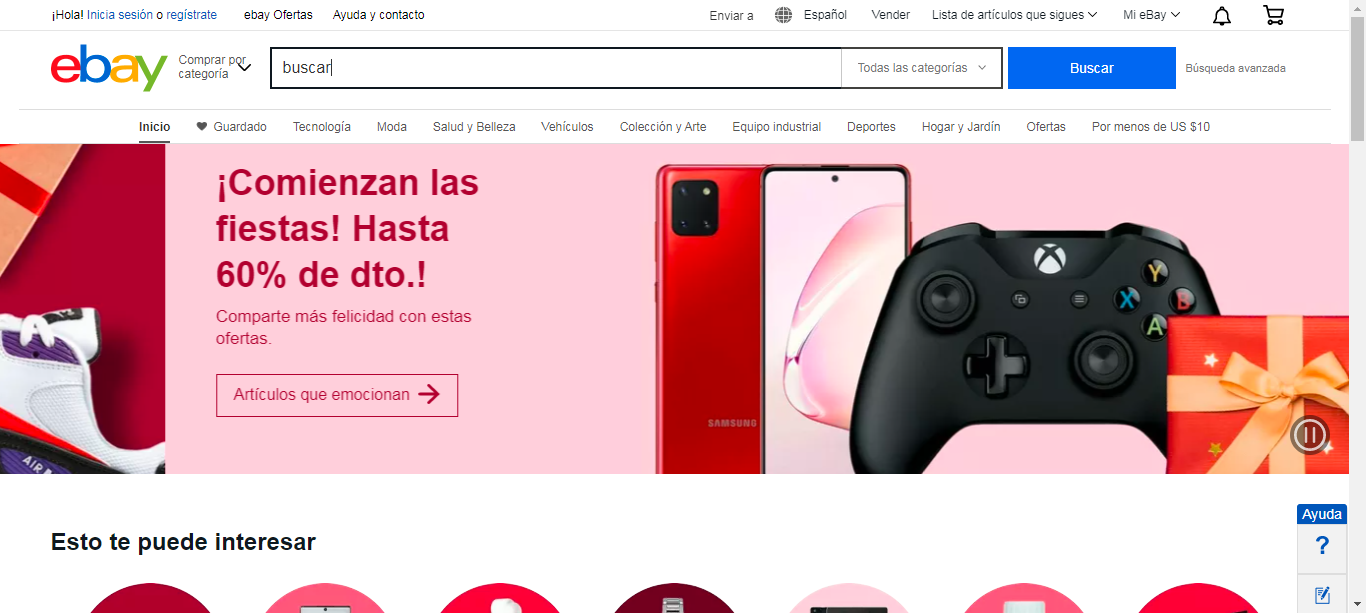 ¡Hola! Inicia sesión o regístrate ebay Ofertas Ayuda y contacto Enviar a Español Vender Lista de artículos que sigues Mi eBay
ebay Comprar por categoría buscar Todas las categorías Buscar Búsqueda avanzada
Inicio Guardado Tecnología Moda Salud y Belleza Vehículos Colección y Arte Equipo industrial Deportes Hogar y Jardín Ofertas Por menos de US $10
¡Comienzan las
fiestas! Hasta
60% de dto.!
Comparte más felicidad con estas
ofertas.
Artículos que emocionan
SAMSUNG
Y
X B
A
AIR
Ayuda
?
Esto te puede interesar